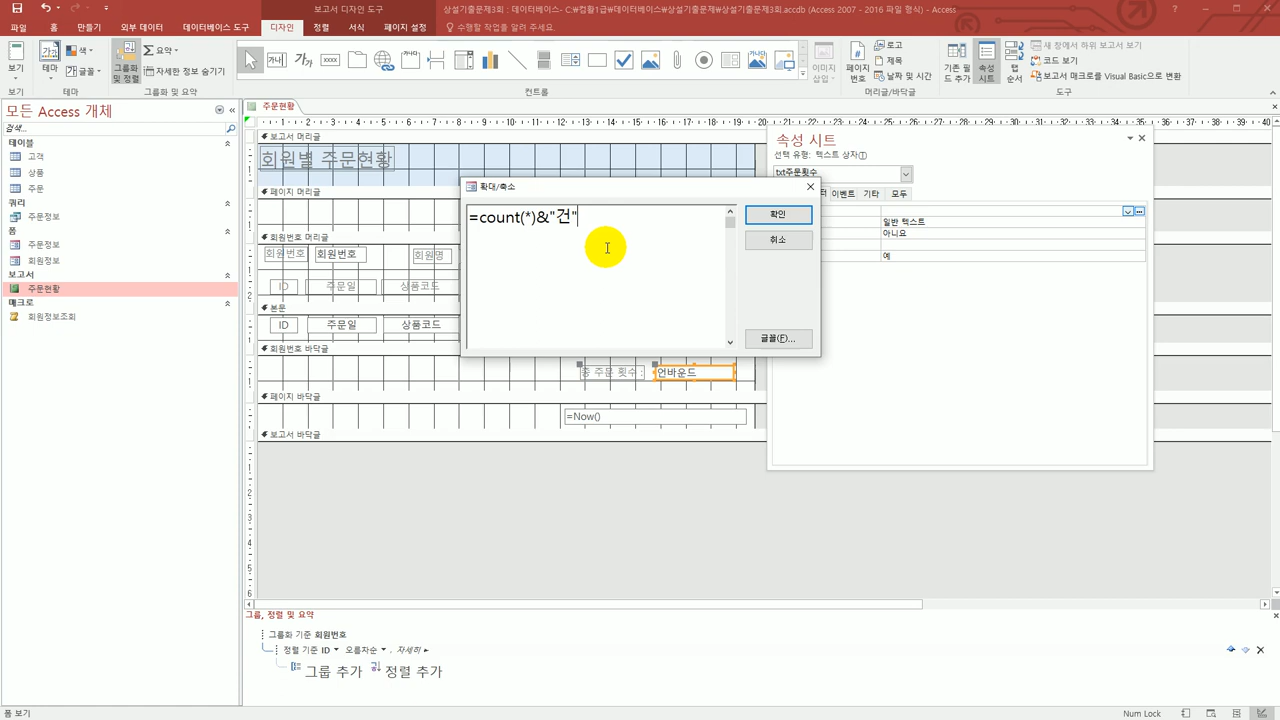 보고서 디자인 도구
상설기출문제3회 : 데이터베이스- C:₩컴활1급₩데이터베이스₩상설기출문제3회.accdb (Access 2007 - 2016 파일 형식) - Access
파일 홈 만들기 외부 데이터 데이터베이스 도구 디자인 정렬 서식 페이지 설정 수행할 작업을 알려 주세요.
보기 테마 색 글꼴 그룹화 및 정렬 요약 자세한 정보 숨기기 이미지 삽입 페이지 번호 로고 제목 날짜 및 시간 기존 필드 추가 속성 시트 탭 순서 새 창에서 하위 보고서 보기 코드 보기 보고서 매크로를 Visual Basic으로 변환
보기 테마 그룹화 및 요약 컨트롤 머리글/바닥글 도구
모든 Access 개체
검색...
테이블
고객
상품
주문
쿼리
주문정보
폼
주문정보
회원정보
보고서
주문현황
매크로
회원정보조회
주문현황
보고서 머리글
회원별 주문현황
페이지 머리글
회원번호 머리글
회원번호 회원번호 회원명
ID 주문일 상품코드
본문
ID 주문일 상품코드
회원번호 바닥글
총 주문 횟수 : 언바운드
페이지 바닥글
=Now()
보고서 바닥글
속성 시트
선택 유형: 텍스트 상자(T)
txt주문횟수
이벤트 기타 모두
일반 텍스트
아니요
예
확대/축소
=count(*)&"건"
확인
취소
글꼴(F)...
그룹, 정렬 및 요약
그룹화 기준 회원번호
정렬 기준 ID 오름차순 , 자세히
그룹 추가 정렬 추가
폼 보기
Num Lock